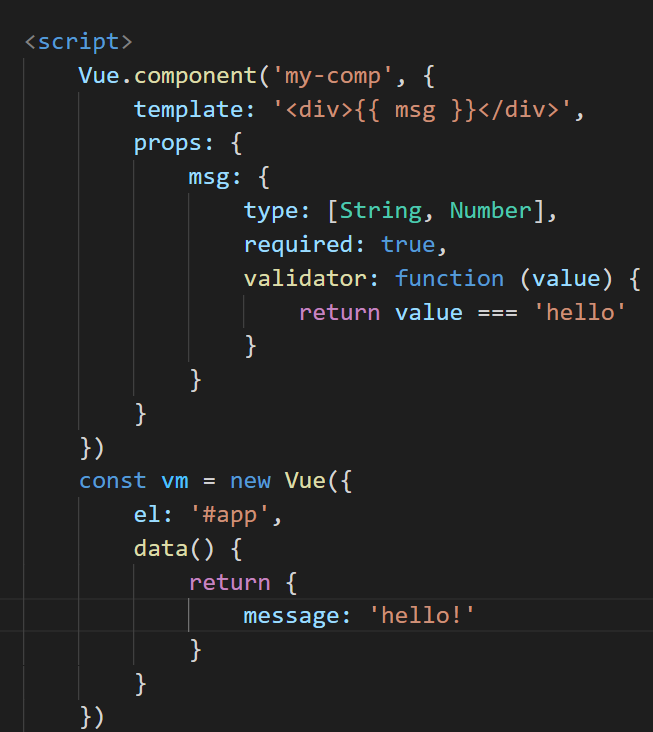 <script>
    Vue.component('my-comp', {
        template: '<div>{{ msg }}</div>',
        props: {
            msg: {
                type: [String, Number],
                required: true,
                validator: function (value) {
                    return value === 'hello'
                }
            }
        }
    })
    const vm = new Vue({
        el: '#app',
        data() {
            return {
                message: 'hello!'
            }
        }
    })